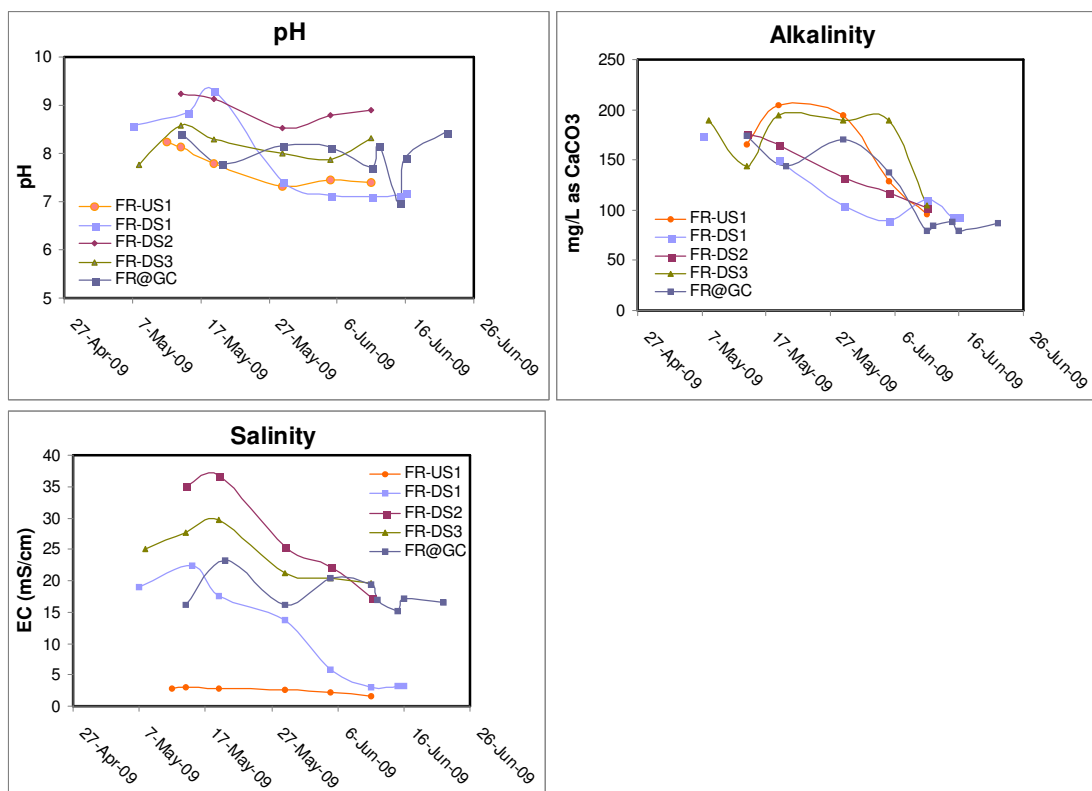 pH
10
9
8
7
6
5
pH
FR-US1
FR-DS1
FR-DS2
FR-DS3
FR@GC
27-Apr-09
7-May-09
17-May-09
27-May-09
6-Jun-09
16-Jun-09
26-Jun-09
Alkalinity
250
200
150
100
50
0
mg/L as CaCO3
FR-US1
FR-DS1
FR-DS2
FR-DS3
FR@GC
27-Apr-09
7-May-09
17-May-09
27-May-09
6-Jun-09
16-Jun-09
26-Jun-09
Salinity
40
35
30
25
20
15
10
5
0
EC (mS/cm)
FR-US1
FR-DS1
FR-DS2
FR-DS3
FR@GC
27-Apr-09
7-May-09
17-May-09
27-May-09
6-Jun-09
16-Jun-09
26-Jun-09